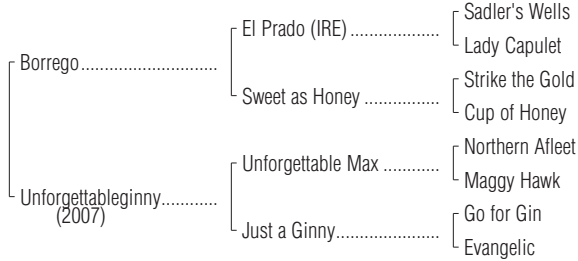 Sadler's Wells
El Prado (IRE) ....................
Lady Capulet
Borrego..............................
Strike the Gold
Sweet as Honey .................
Cup of Honey
Northern Afleet
Unforgettable Max .............
Maggy Hawk
Unforgettableginny............
(2007)
Go for Gin
Just a Ginny.......................
Evangelic